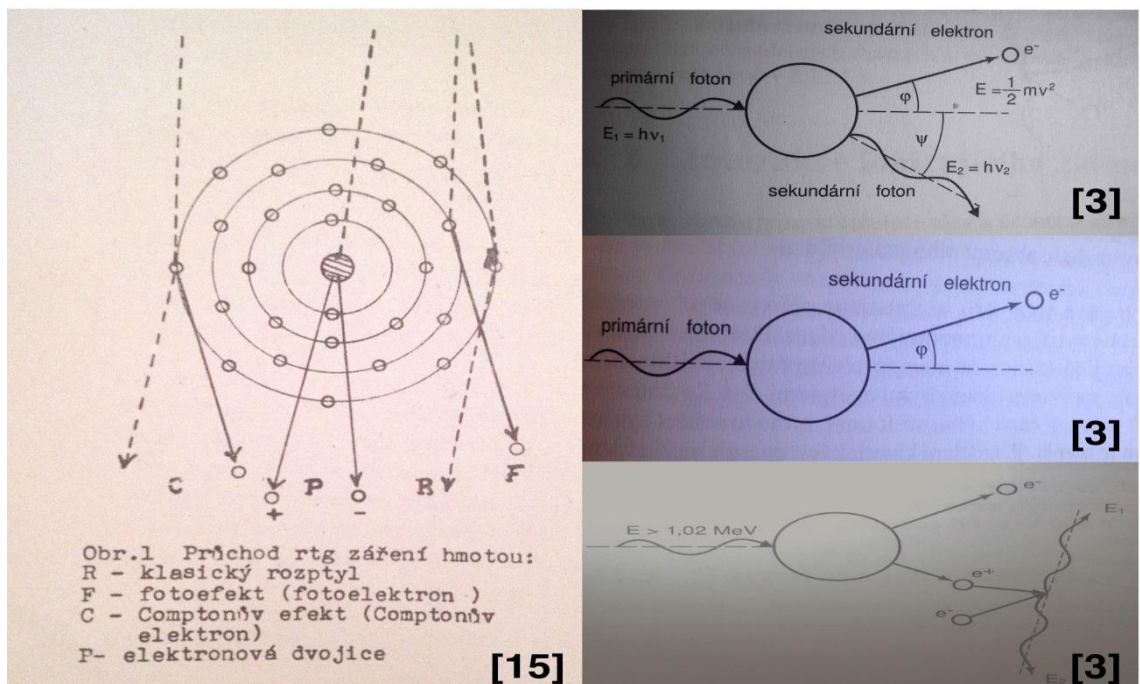 C
+
P
-
R
F
Obr.1 Průchod rtg záření hmotou:
R - klasický rozptyl
F - fotoefekt (fotoelektron )
C - Comptonův efekt (Comptonův
elektron)
P- elektronová dvojice
[15]
sekundární elektron
e⁻
primární foton
φ
E = 1/2 mv²
E₁ = hν₁
ψ
E₂ = hν₂
sekundární foton
[3]
sekundární elektron
e⁻
primární foton
φ
[3]
e⁻
E₁
E > 1,02 MeV
e⁺
e⁻
E₂
[3]